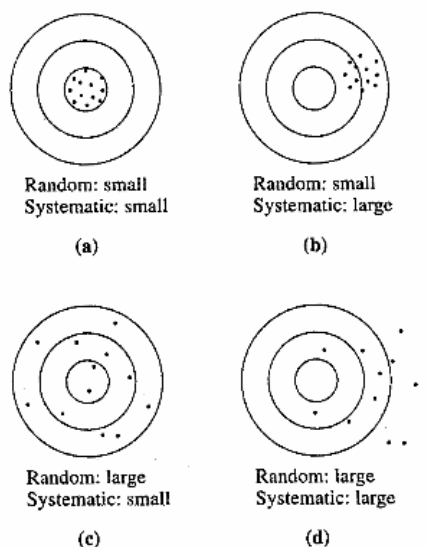 Random: small
Systematic: small
(a)
Random: small
Systematic: large
(b)
Random: large
Systematic: small
(c)
Random: large
Systematic: large
(d)